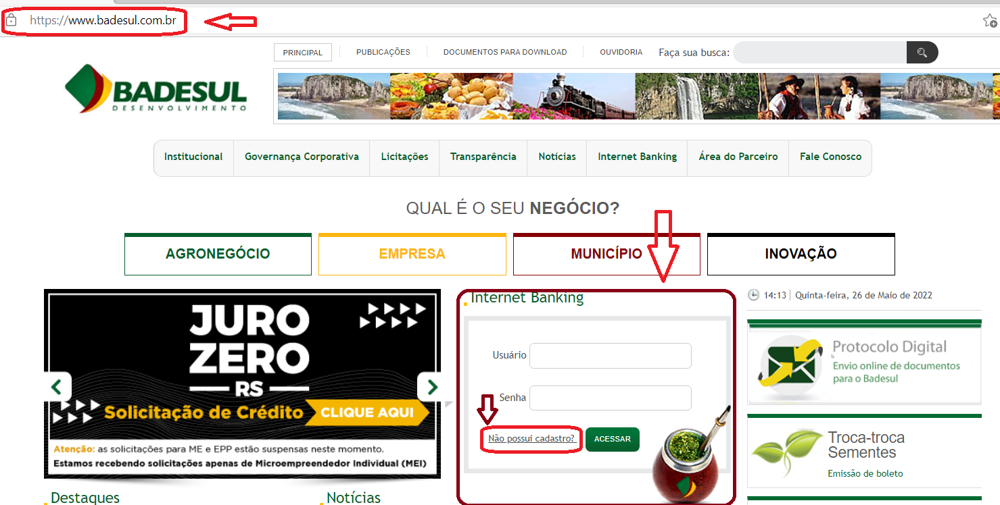 https://www.badesul.com.br
PRINCIPAL
PUBLICAÇÕES
DOCUMENTOS PARA DOWNLOAD
OUVIDORIA
Faça sua busca:
BADESUL
DESENVOLVIMENTO
Institucional
Governança Corporativa
Licitações
Transparência
Notícias
Internet Banking
Área do Parceiro
Fale Conosco
QUAL É O SEU NEGÓCIO?
AGRONEGÓCIO
EMPRESA
MUNICÍPIO
INOVAÇÃO
JURO
ZERO
RS
Solicitação de Crédito
CLIQUE AQUI
Atenção: as solicitações para ME e EPP estão suspensas neste momento.
Estamos recebendo solicitações apenas de Microempreendedor Individual (MEI)
Internet Banking
Usuário
Senha
Não possui cadastro?
ACESSAR
14:13
Quinta-feira, 26 de Maio de 2022
Protocolo Digital
Envio online de documentos
para o Badesul
Troca-troca
Sementes
Emissão de boleto
Destaques
Notícias